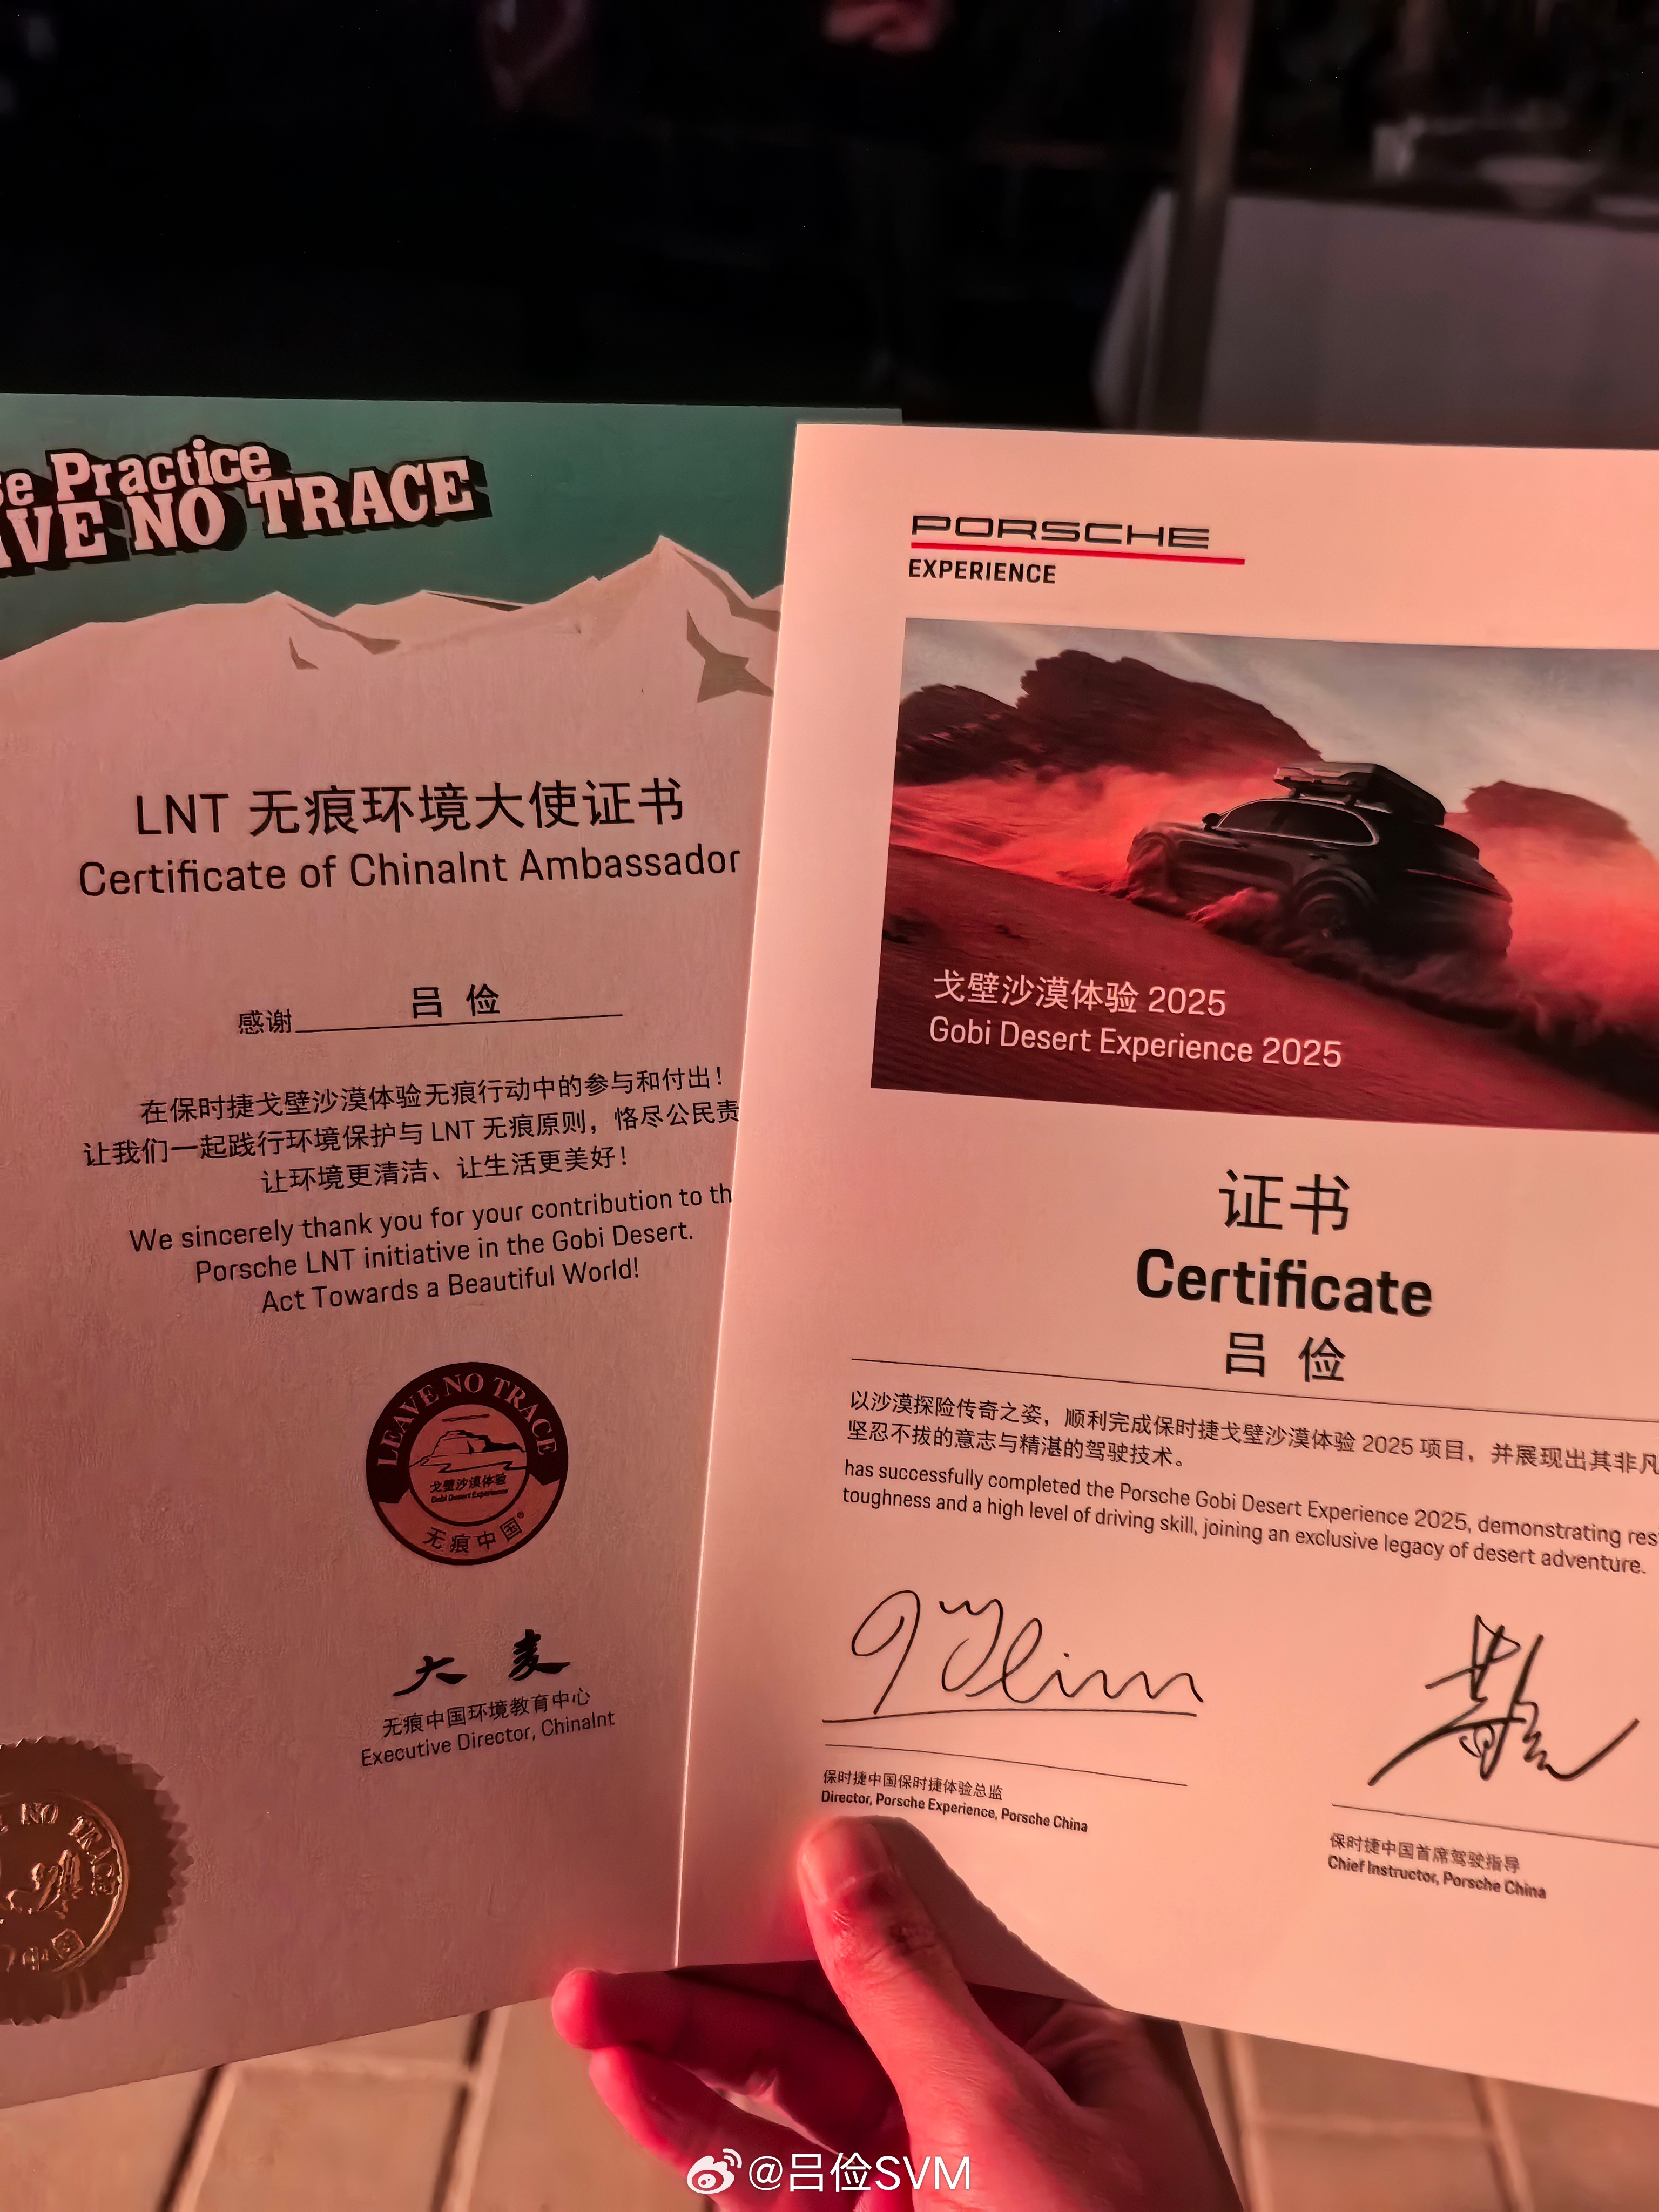 Practice
NO TRACE
LNT 无痕环境大使证书
Certificate of Chinalnt Ambassador
感谢 吕 俭
在保时捷戈壁沙漠体验无痕行动中的参与和付出！
让我们一起践行环境保护与 LNT 无痕原则，恪尽公民责
让环境更清洁、让生活更美好！
We sincerely thank you for your contribution to th
Porsche LNT initiative in the Gobi Desert.
Act Towards a Beautiful World!
LEAVE NO TRACE
戈壁沙漠体验
Gobi Desert Experience
无痕中国®
大 麦
无痕中国环境教育中心
Executive Director, Chinalnt
NO TRACE
中国
PORSCHE
EXPERIENCE
戈壁沙漠体验 2025
Gobi Desert Experience 2025
证书
Certificate
吕 俭
以沙漠探险传奇之姿，顺利完成保时捷戈壁沙漠体验 2025 项目，并展现出其非凡
坚忍不拔的意志与精湛的驾驶技术。
has successfully completed the Porsche Gobi Desert Experience 2025, demonstrating res
toughness and a high level of driving skill, joining an exclusive legacy of desert adventure.
保时捷中国保时捷体验总监
Director, Porsche Experience, Porsche China
保时捷中国首席驾驶指导
Chief Instructor, Porsche China
@吕俭SVM